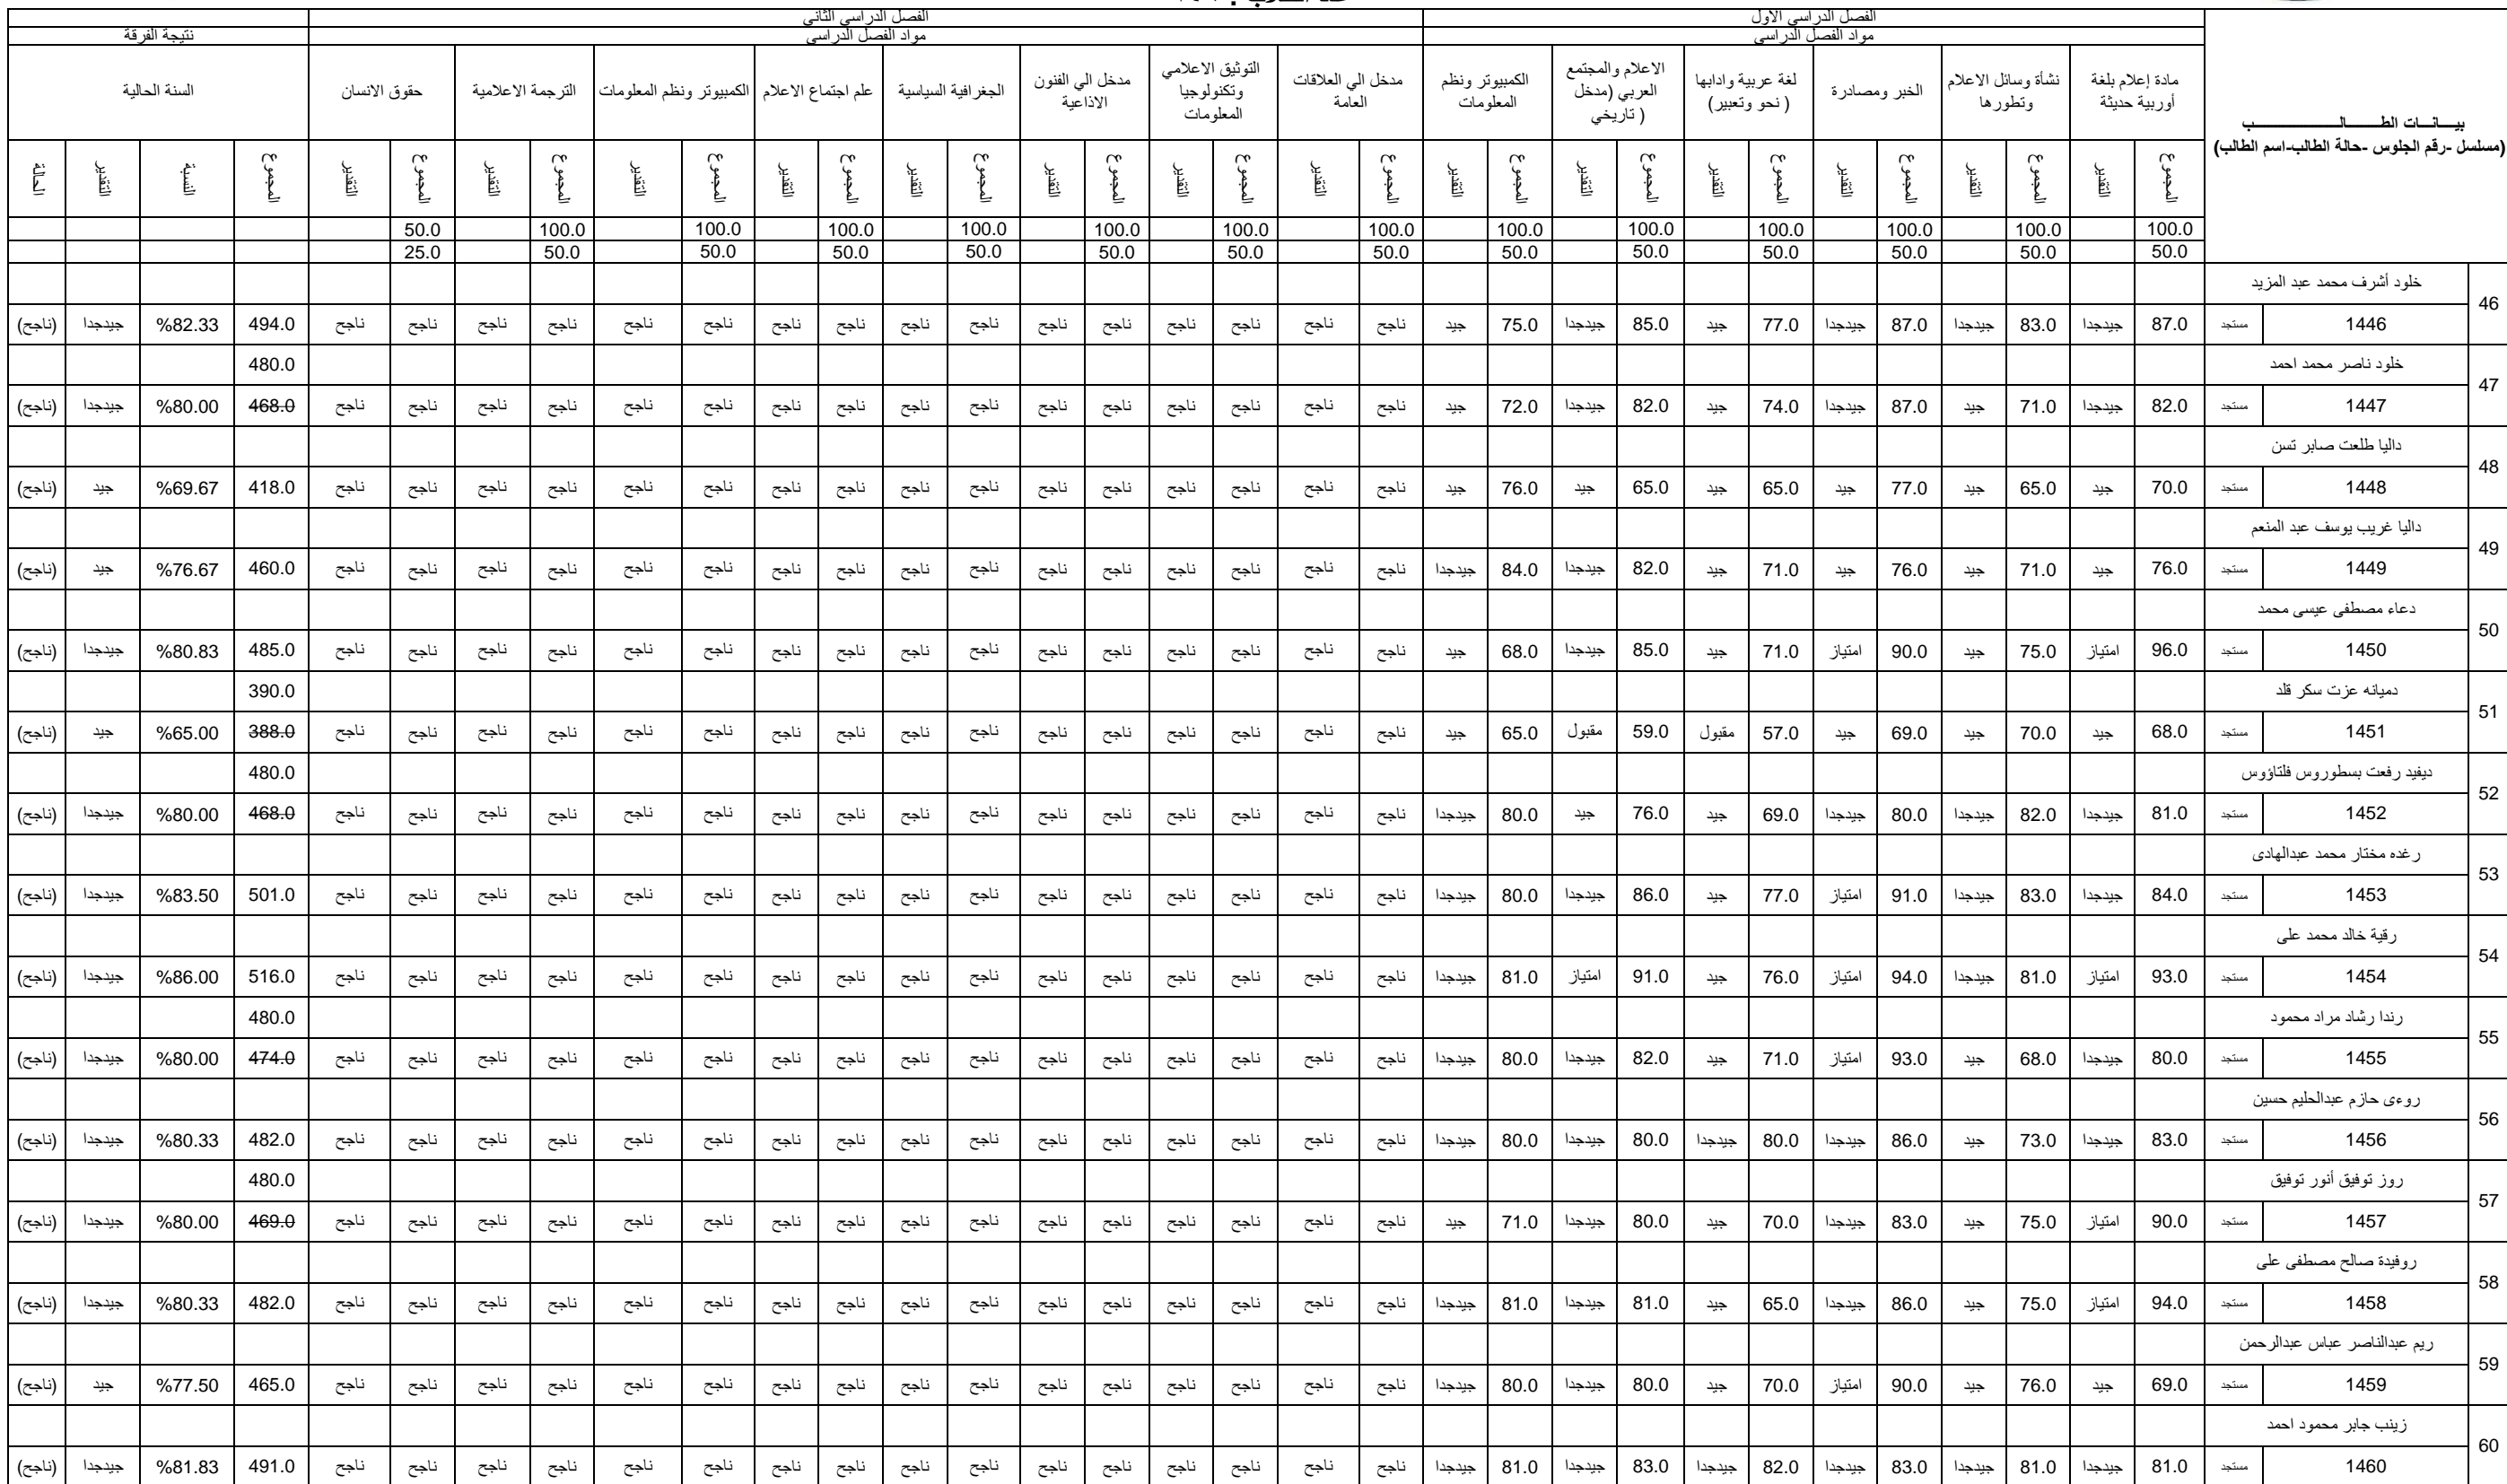 الفصل الدراسي الأول الفصل الدراسي الثاني
مواد الفصل الدراسي مواد الفصل الدراسي نتيجة الفرقة
بيـــانـــات الطـــــــالـــــــــــــــب
(مسلسل -رقم الجلوس -حالة الطالب-اسم الطالب)
مادة إعلام بلغة أوربية حديثة
نشأة وسائل الاعلام وتطورها
الخبر ومصادرة
لغة عربية وادابها ( نحو وتعبير)
الاعلام والمجتمع العربي (مدخل تاريخي )
الكمبيوتر ونظم المعلومات
مدخل الي العلاقات العامة
التوثيق الاعلامي وتكنولوجيا المعلومات
مدخل الي الفنون الاذاعية
الجغرافية السياسية
علم اجتماع الاعلام
الكمبيوتر ونظم المعلومات
الترجمة الاعلامية
حقوق الانسان
السنة الحالية
المجموع التقدير المجموع التقدير المجموع التقدير المجموع التقدير المجموع التقدير المجموع التقدير المجموع التقدير المجموع التقدير المجموع التقدير المجموع التقدير المجموع التقدير المجموع التقدير المجموع التقدير المجموع التقدير المجموع النسبة التقدير الحالة
100.0 100.0 100.0 100.0 100.0 100.0 100.0 100.0 100.0 100.0 100.0 100.0 100.0 50.0
50.0 50.0 50.0 50.0 50.0 50.0 50.0 50.0 50.0 50.0 50.0 50.0 50.0 25.0
46 خلود أشرف محمد عبد المزيد
1446 مستجد 87.0 جيدجدا 83.0 جيدجدا 87.0 جيدجدا 77.0 جيد 85.0 جيدجدا 75.0 جيد ناجح ناجح ناجح ناجح ناجح ناجح ناجح ناجح ناجح ناجح ناجح ناجح ناجح ناجح ناجح ناجح 494.0 %82.33 جيدجدا (ناجح)
47 خلود ناصر محمد احمد 480.0
1447 مستجد 82.0 جيدجدا 71.0 جيد 87.0 جيدجدا 74.0 جيد 82.0 جيدجدا 72.0 جيد ناجح ناجح ناجح ناجح ناجح ناجح ناجح ناجح ناجح ناجح ناجح ناجح ناجح ناجح ناجح ناجح 468.0 %80.00 جيدجدا (ناجح)
48 داليا طلعت صابر تسن
1448 مستجد 70.0 جيد 65.0 جيد 77.0 جيد 65.0 جيد 65.0 جيد 76.0 جيد ناجح ناجح ناجح ناجح ناجح ناجح ناجح ناجح ناجح ناجح ناجح ناجح ناجح ناجح ناجح ناجح 418.0 %69.67 جيد (ناجح)
49 داليا غريب يوسف عبد المنعم
1449 مستجد 76.0 جيد 71.0 جيد 76.0 جيد 71.0 جيد 82.0 جيدجدا 84.0 جيدجدا ناجح ناجح ناجح ناجح ناجح ناجح ناجح ناجح ناجح ناجح ناجح ناجح ناجح ناجح ناجح ناجح 460.0 %76.67 جيد (ناجح)
50 دعاء مصطفى عيسى محمد
1450 مستجد 96.0 امتياز 75.0 جيد 90.0 امتياز 71.0 جيد 85.0 جيدجدا 68.0 جيد ناجح ناجح ناجح ناجح ناجح ناجح ناجح ناجح ناجح ناجح ناجح ناجح ناجح ناجح ناجح ناجح 485.0 %80.83 جيدجدا (ناجح)
51 دميانه عزت سكر قلد 390.0
1451 مستجد 68.0 جيد 70.0 جيد 69.0 جيد 57.0 مقبول 59.0 مقبول 65.0 جيد ناجح ناجح ناجح ناجح ناجح ناجح ناجح ناجح ناجح ناجح ناجح ناجح ناجح ناجح ناجح ناجح 388.0 %65.00 جيد (ناجح)
52 ديفيد رفعت بسطوروس فلتاؤوس 480.0
1452 مستجد 81.0 جيدجدا 82.0 جيدجدا 80.0 جيدجدا 69.0 جيد 76.0 جيد 80.0 جيدجدا ناجح ناجح ناجح ناجح ناجح ناجح ناجح ناجح ناجح ناجح ناجح ناجح ناجح ناجح ناجح ناجح 468.0 %80.00 جيدجدا (ناجح)
53 رغده مختار محمد عبدالهادى
1453 مستجد 84.0 جيدجدا 83.0 جيدجدا 91.0 امتياز 77.0 جيد 86.0 جيدجدا 80.0 جيدجدا ناجح ناجح ناجح ناجح ناجح ناجح ناجح ناجح ناجح ناجح ناجح ناجح ناجح ناجح ناجح ناجح 501.0 %83.50 جيدجدا (ناجح)
54 رقية خالد محمد على
1454 مستجد 93.0 امتياز 81.0 جيدجدا 94.0 امتياز 76.0 جيد 91.0 امتياز 81.0 جيدجدا ناجح ناجح ناجح ناجح ناجح ناجح ناجح ناجح ناجح ناجح ناجح ناجح ناجح ناجح ناجح ناجح 516.0 %86.00 جيدجدا (ناجح)
55 رندا رشاد مراد محمود 480.0
1455 مستجد 80.0 جيدجدا 68.0 جيد 93.0 امتياز 71.0 جيد 82.0 جيدجدا 80.0 جيدجدا ناجح ناجح ناجح ناجح ناجح ناجح ناجح ناجح ناجح ناجح ناجح ناجح ناجح ناجح ناجح ناجح 474.0 %80.00 جيدجدا (ناجح)
56 روءى حازم عبدالحليم حسين
1456 مستجد 83.0 جيدجدا 73.0 جيد 86.0 جيدجدا 80.0 جيدجدا 80.0 جيدجدا 80.0 جيدجدا ناجح ناجح ناجح ناجح ناجح ناجح ناجح ناجح ناجح ناجح ناجح ناجح ناجح ناجح ناجح ناجح 482.0 %80.33 جيدجدا (ناجح)
57 روز توفيق أنور توفيق 480.0
1457 مستجد 90.0 امتياز 75.0 جيد 83.0 جيدجدا 70.0 جيد 80.0 جيدجدا 71.0 جيد ناجح ناجح ناجح ناجح ناجح ناجح ناجح ناجح ناجح ناجح ناجح ناجح ناجح ناجح ناجح ناجح 469.0 %80.00 جيدجدا (ناجح)
58 روفيدة صالح مصطفى على
1458 مستجد 94.0 امتياز 75.0 جيد 86.0 جيدجدا 65.0 جيد 81.0 جيدجدا 81.0 جيدجدا ناجح ناجح ناجح ناجح ناجح ناجح ناجح ناجح ناجح ناجح ناجح ناجح ناجح ناجح ناجح ناجح 482.0 %80.33 جيدجدا (ناجح)
59 ريم عبدالناصر عباس عبدالرحمن
1459 مستجد 69.0 جيد 76.0 جيد 90.0 امتياز 70.0 جيد 80.0 جيدجدا 80.0 جيدجدا ناجح ناجح ناجح ناجح ناجح ناجح ناجح ناجح ناجح ناجح ناجح ناجح ناجح ناجح ناجح ناجح 465.0 %77.50 جيد (ناجح)
60 زينب جابر محمود احمد
1460 مستجد 81.0 جيدجدا 81.0 جيدجدا 83.0 جيدجدا 82.0 جيدجدا 83.0 جيدجدا 81.0 جيدجدا ناجح ناجح ناجح ناجح ناجح ناجح ناجح ناجح ناجح ناجح ناجح ناجح ناجح ناجح ناجح ناجح 491.0 %81.83 جيدجدا (ناجح)